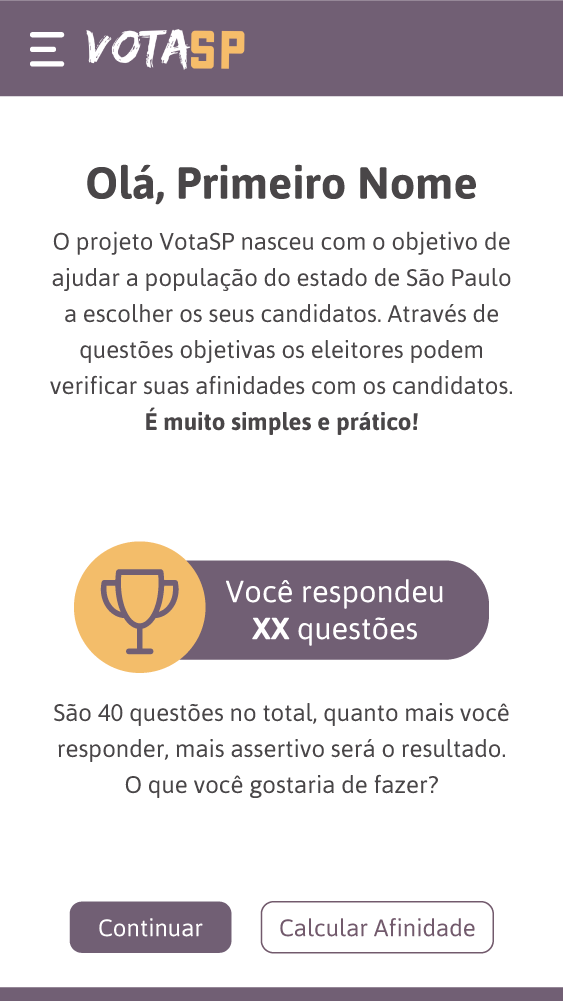 VOTASP
Olá, Primeiro Nome
O projeto VotaSP nasceu com o objetivo de
ajudar a população do estado de São Paulo
a escolher os seus candidatos. Através de
questões objetivas os eleitores podem
verificar suas afinidades com os candidatos.
É muito simples e prático!
Você respondeu
XX questões
São 40 questões no total, quanto mais você
responder, mais assertivo será o resultado.
O que você gostaria de fazer?
Continuar
Calcular Afinidade